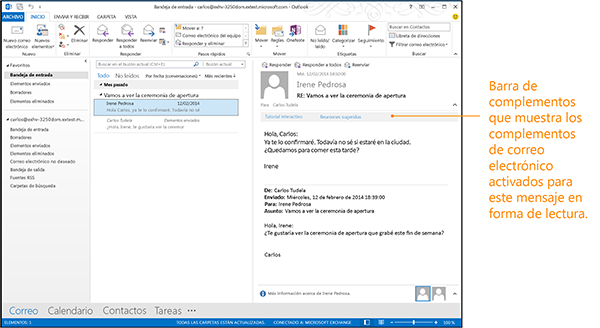 Bandeja de entrada - carlos@exhv-3250dom.extest.microsoft.com - Outlook
ARCHIVO INICIO ENVIAR Y RECIBIR CARPETA VISTA
Nuevo correo electrónico
Nuevos elementos
Eliminar
Responder
Responder a todos
Reenviar
Mover a: ?
Correo electrónico del equipo
Responder y eliminar
Mover
Reglas
OneNote
No leído/leído
Categorizar
Seguimiento
Buscar en Contactos
Libreta de direcciones
Filtrar correo electrónico
Nuevo
Eliminar
Responder
Pasos rápidos
Mover
Etiquetas
Buscar
Favoritos
Bandeja de entrada
Elementos enviados
Borradores
Elementos eliminados
carlos@exhv-3250dom.extest.m...
Bandeja de entrada
Borradores
Elementos enviados
Elementos eliminados
Correo electrónico no deseado
Bandeja de salida
Fuentes RSS
Carpetas de búsqueda
Buscar en el buzón actual (Ctrl+E)
Buzón actual
Todo No leídos Por Fecha (conversaciones) Más recientes
Mes pasado
Vamos a ver la ceremonia de apertura
Irene Pedrosa 12/02/2014
Hola Carlos: Ya te lo confirmaré. Todavía no sé
Carlos Tudela
¡Hola, Irene: te gustaría ver la ceremo
Responder Responder a todos Reenviar
Irene Pedrosa
RE: Vamos a ver la ceremonia de apertura
Para Carlos Tudela
Tutorial interactivo Reuniones sugeridas
Hola, Carlos:
Ya te lo confirmaré. Todavía no sé si estaré en la ciudad.
¿Quedamos para comer esta tarde?
Irene
De: Carlos Tudela
Enviado: Miércoles, 12 de febrero de 2014 18:39:00
Para: Irene Pedrosa
Asunto: Vamos a ver la ceremonia de apertura
Hola, Irene:
¿Te gustaría ver la ceremonia de apertura que grabé este fin de semana?
Carlos
Más información acerca de Irene Pedrosa.
Correo Calendario Contactos Tareas ...
ELEMENTOS: 1
TODAS LAS CARPETAS ESTÁN ACTUALIZADAS. CONECTADO A: MICROSOFT EXCHANGE
100 %
Barra de
complementos
que muestra los
complementos
de correo
electrónico
activados para
este mensaje en
forma de lectura.